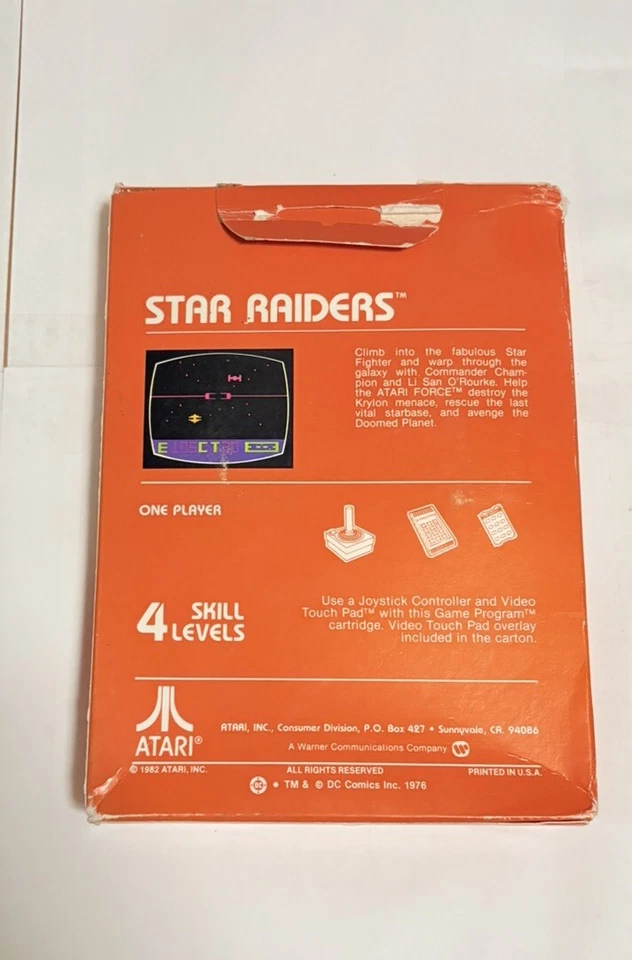 STAR RAIDERS™
Climb into the fabulous Star
Fighter and warp through the
galaxy with Commander Cham-
pion and Li San O'Rourke. Help
the ATARI FORCE™ destroy the
Krylon menace, rescue the last
vital starbase, and avenge the
Doomed Planet.
E CT
ONE PLAYER
4 SKILL
LEVELS
Use a Joystick Controller and Video
Touch Pad™ with this Game Program™
cartridge. Video Touch Pad overlay
included in the carton.
ATARI®
ATARI, INC., Consumer Division, P.O. Box 427 • Sunnyvale, CA. 94086
A Warner Communications Company
© 1982 ATARI, INC.
ALL RIGHTS RESERVED
PRINTED IN U.S.A.
DC • TM & © DC Comics Inc. 1976